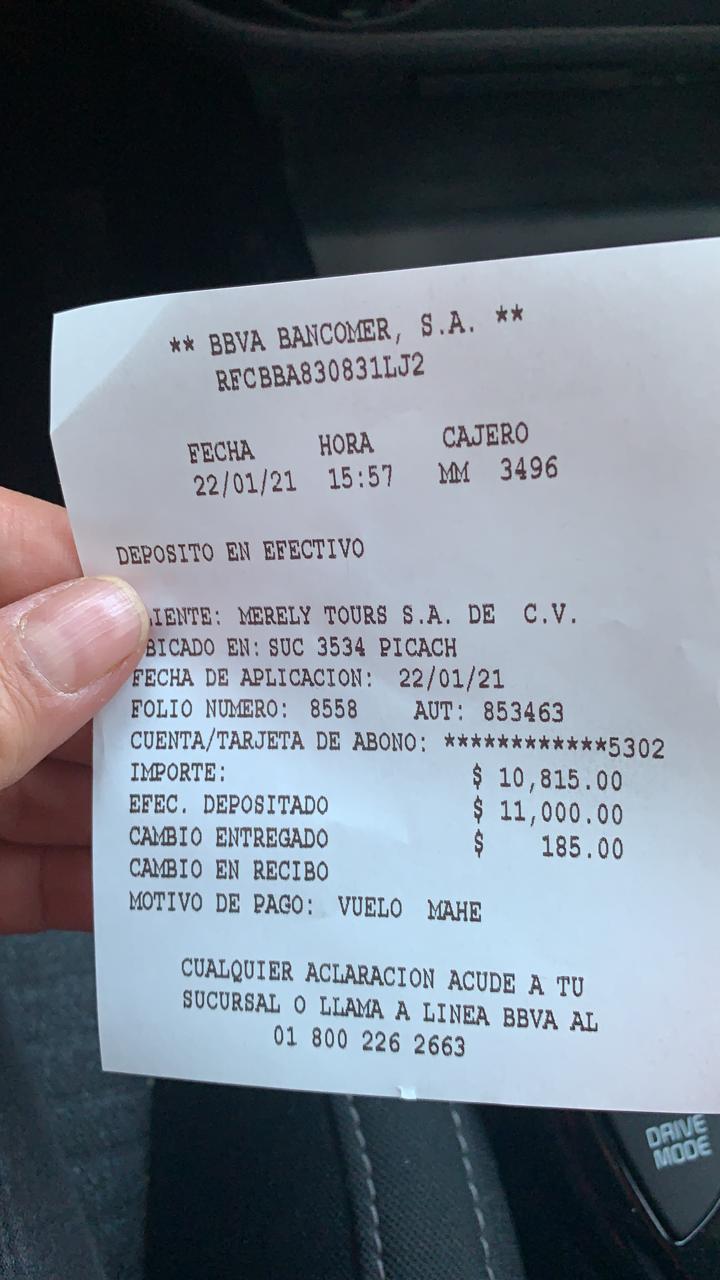 ** BBVA BANCOMER, S.A. **
RFCBBA830831LJ2
FECHA HORA CAJERO
22/01/21 15:57 MM 3496
DEPOSITO EN EFECTIVO
IENTE: MERELY TOURS S.A. DE C.V.
BICADO EN: SUC 3534 PICACH
FECHA DE APLICACION: 22/01/21
FOLIO NUMERO: 8558 AUT: 853463
CUENTA/TARJETA DE ABONO: ************5302
IMPORTE: $ 10,815.00
EFEC. DEPOSITADO $ 11,000.00
CAMBIO ENTREGADO $ 185.00
CAMBIO EN RECIBO
MOTIVO DE PAGO: VUELO MAHE
CUALQUIER ACLARACION ACUDE A TU
SUCURSAL O LLAMA A LINEA BBVA AL
01 800 226 2663
DRIVE
MODE